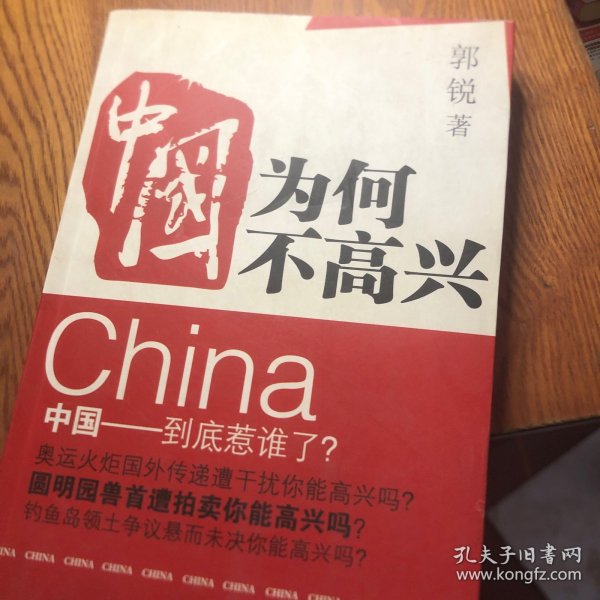 郭锐著
中國
为何
不高兴
China
中国——到底惹谁了?
奥运火炬国外传递遭干扰你能高兴吗?
圆明园兽首遭拍卖你能高兴吗?
钓鱼岛领土争议悬而未决你能高兴吗?
INA CHINA CHINA CHINA CHINA CHINA CHINA CHINA CHINA
孔夫子旧书网
www.kongfz.com